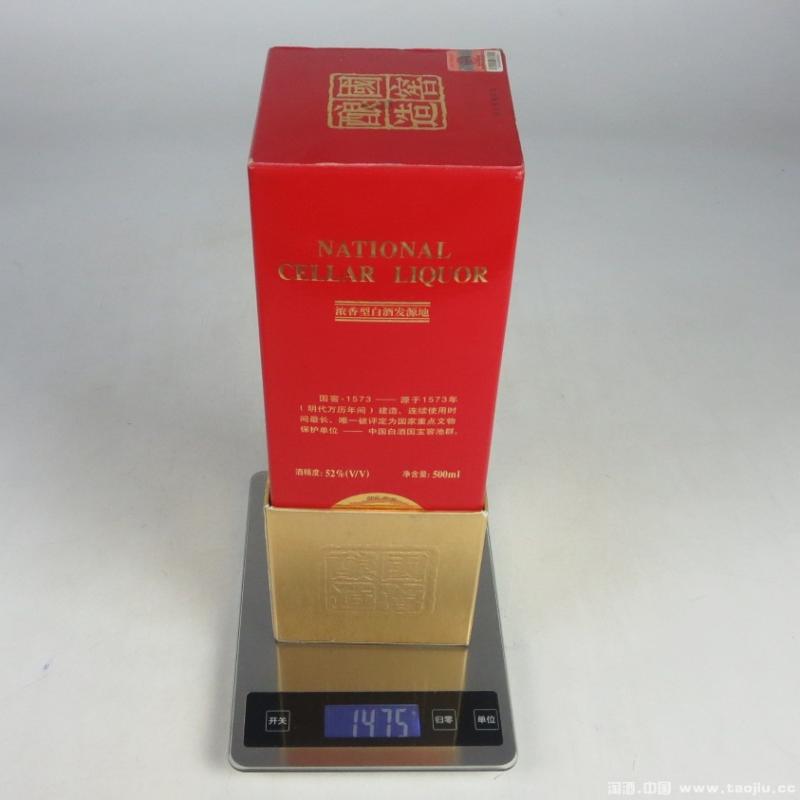 國窖
釀造
NATIONAL
CELLAR LIQUOR
浓香型白酒发源地
国窖·1573 —— 源于1573年
(明代万历年间)建造、连续使用时
间最长、唯一被评定为国家重点文物
保护单位 —— 中国白酒国宝窖池群。
酒精度: 52%(V/V) 净含量: 500ml
开关
1475
归零
单位
淘酒.中国 www.taojiu.cc